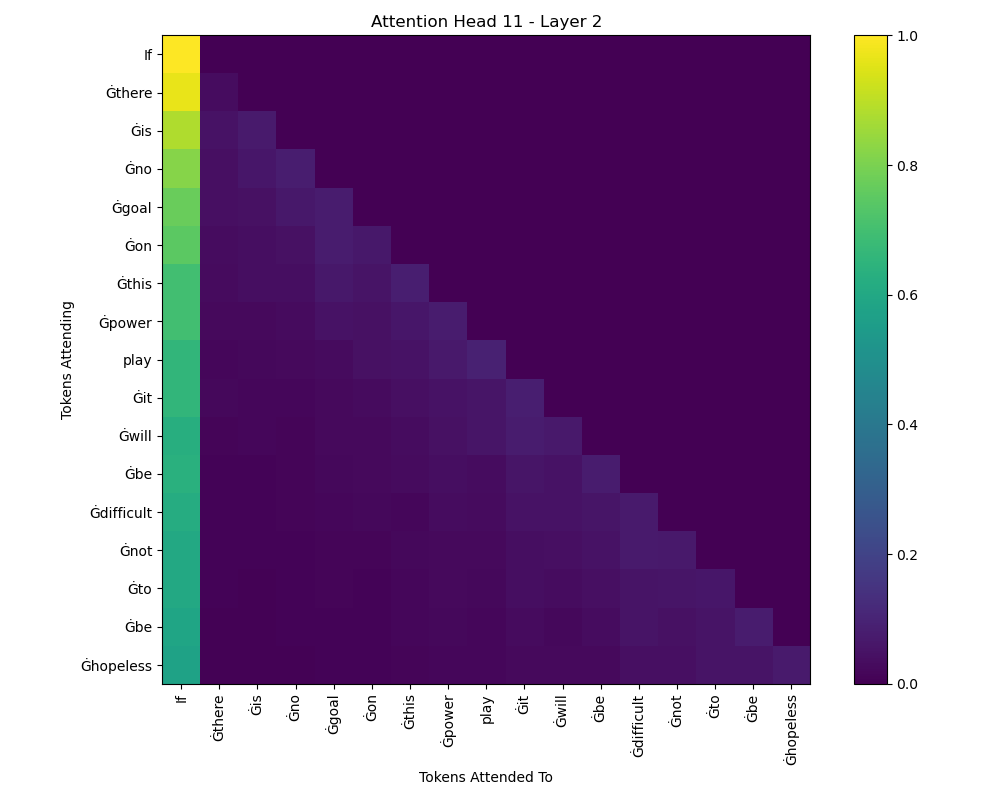 Attention Head 11 - Layer 2
If
Ġthere
Ġis
Ġno
Ġgoal
Ġon
Ġthis
Ġpower
play
Ġit
Ġwill
Ġbe
Ġdifficult
Ġnot
Ġto
Ġbe
Ġhopeless
Tokens Attending
If
Ġthere
Ġis
Ġno
Ġgoal
Ġon
Ġthis
Ġpower
play
Ġit
Ġwill
Ġbe
Ġdifficult
Ġnot
Ġto
Ġbe
Ġhopeless
Tokens Attended To
1.0
0.8
0.6
0.4
0.2
0.0